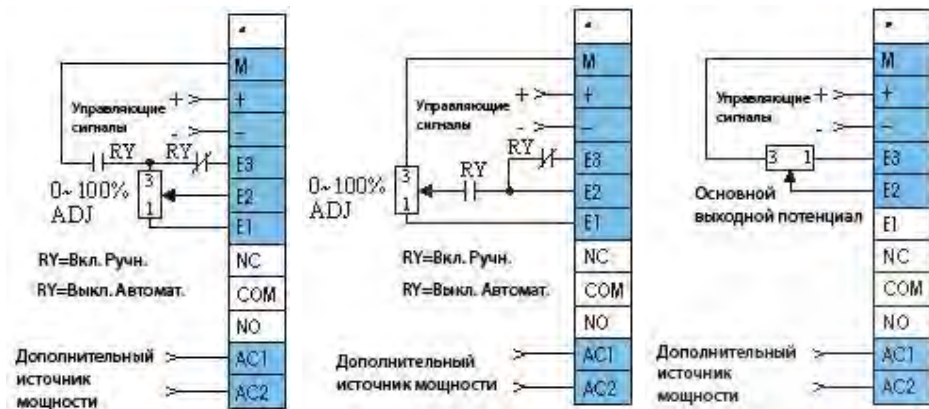 M
Управляющие + +
сигналы - -
RY RY E3
3
0~100% E2
ADJ 1
E1
RY=Вкл. Ручн. NC
RY=Выкл. Автомат. COM
NO
Дополнительный AC1
источник
мощности AC2
M
Управляющие + +
сигналы - -
RY E3
3 RY
0~100% E2
ADJ 1
E1
RY=Вкл. Ручн. NC
RY=Выкл. Автомат. COM
NO
Дополнительный AC1
источник мощности AC2
M
Управляющие + +
сигналы - -
3 1 E3
Основной E2
выходной потенциал
E1
NC
COM
NO
Дополнительный AC1
источник
мощности AC2